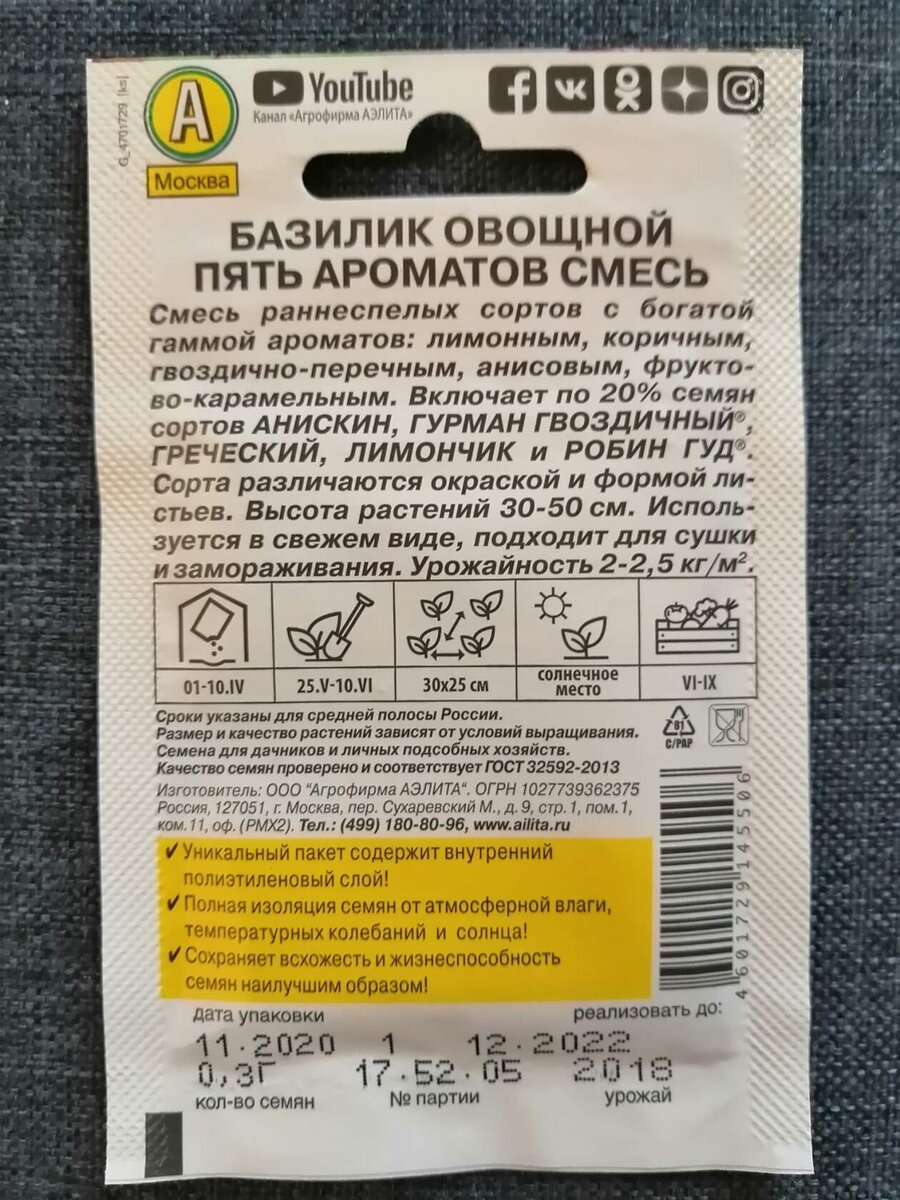 G_4701729 |ks|
А
Москва
YouTube
Канал «Агрофирма АЭЛИТА»
БАЗИЛИК ОВОЩНОЙ
ПЯТЬ АРОМАТОВ СМЕСЬ
Смесь раннеспелых сортов с богатой
гаммой ароматов: лимонным, коричным,
гвоздично-перечным, анисовым, фрукто-
во-карамельным. Включает по 20% семян
сортов АНИСКИН, ГУРМАН ГВОЗДИЧНЫЙ®,
ГРЕЧЕСКИЙ, ЛИМОНЧИК и РОБИН ГУД®.
Сорта различаются окраской и формой ли-
стьев. Высота растений 30-50 см. Исполь-
зуется в свежем виде, подходит для сушки
и замораживания. Урожайность 2-2,5 кг/м².
01-10.IV
25.V-10.VI
30х25 см
солнечное
место
VI-IX
Сроки указаны для средней полосы России.
Размер и качество растений зависят от условий выращивания.
Семена для дачников и личных подсобных хозяйств.
Качество семян проверено и соответствует ГОСТ 32592-2013
81
C/PAP
Изготовитель: ООО "Агрофирма АЭЛИТА". ОГРН 1027739362375
Россия, 127051, г. Москва, пер. Сухаревский М., д. 9, стр. 1, пом. 1,
ком. 11, оф. (РМХ2). Тел.: (499) 180-80-96, www.ailita.ru
✔ Уникальный пакет содержит внутренний
полиэтиленовый слой!
✔ Полная изоляция семян от атмосферной влаги,
температурных колебаний и солнца!
✔ Сохраняет всхожесть и жизнеспособность
семян наилучшим образом!
4 601729 145506
дата упаковки
реализовать до:
11.2020 1 12.2022
0,3Г 17.52.05 2018
кол-во семян
№ партии
урожай